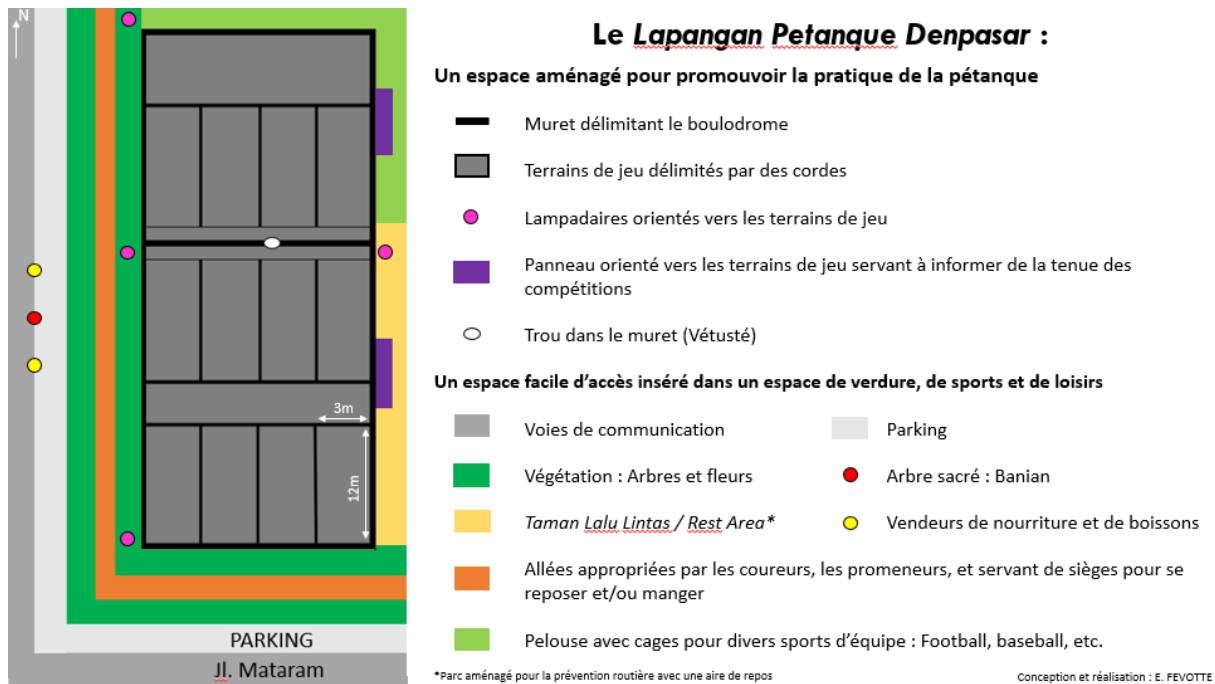 N
3m
12m
PARKING
Jl. Mataram
Le Lapangan Petanque Denpasar :
Un espace aménagé pour promouvoir la pratique de la pétanque
Muret délimitant le boulodrome
Terrains de jeu délimités par des cordes
Lampadaires orientés vers les terrains de jeu
Panneau orienté vers les terrains de jeu servant à informer de la tenue des
compétitions
Trou dans le muret (Vétusté)
Un espace facile d’accès inséré dans un espace de verdure, de sports et de loisirs
Voies de communication
Parking
Végétation : Arbres et fleurs
Arbre sacré : Banian
Taman Lalu Lintas / Rest Area*
Vendeurs de nourriture et de boissons
Allées appropriées par les coureurs, les promeneurs, et servant de sièges pour se
reposer et/ou manger
Pelouse avec cages pour divers sports d’équipe : Football, baseball, etc.
*Parc aménagé pour la prévention routière avec une aire de repos
Conception et réalisation : E. FEVOTTE